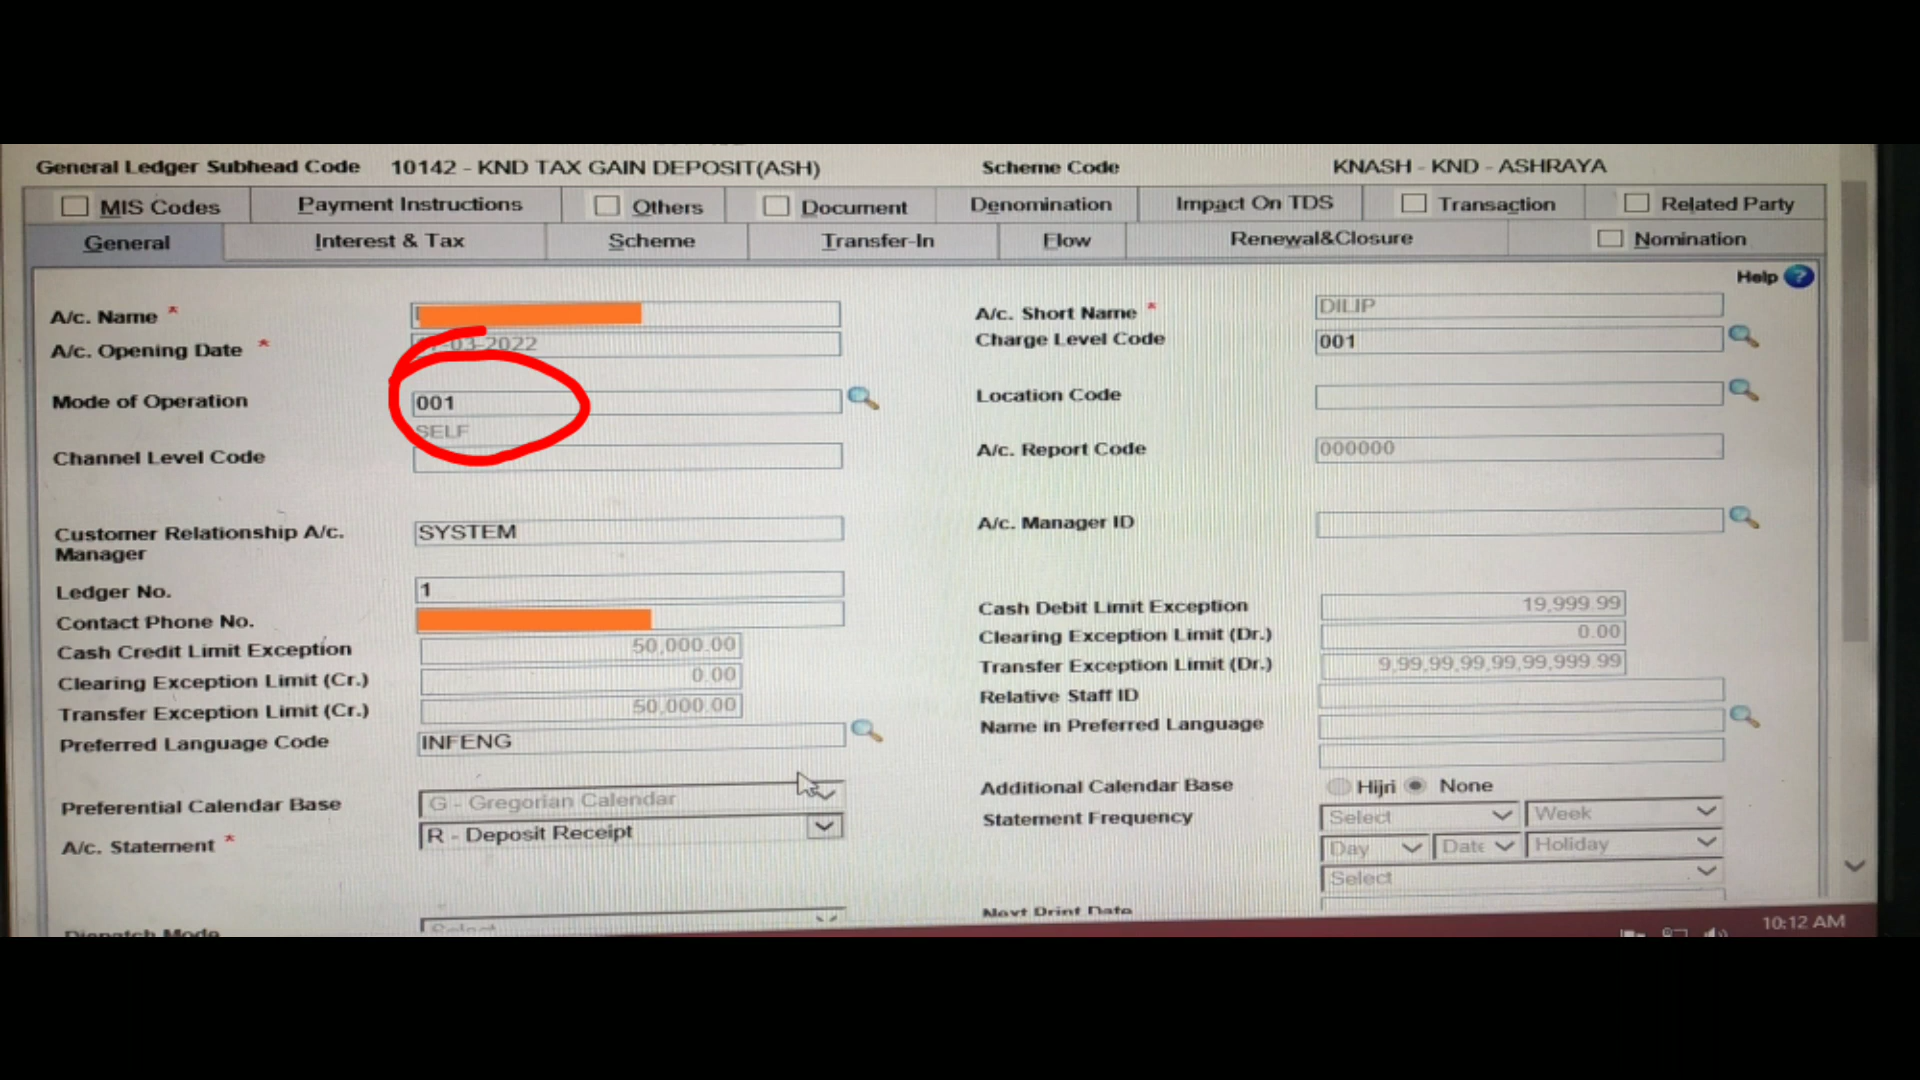 General Ledger Subhead Code 10142 - KND TAX GAIN DEPOSIT(ASH) Scheme Code KNASH - KND - ASHRAYA
MIS Codes Payment Instructions Others Document Denomination Impact On TDS Transaction Related Party
General Interest & Tax Scheme Transfer-In Flow Renewal&Closure Nomination
Help ?
A/c. Name * A/c. Short Name * DILIP
A/c. Opening Date * -03-2022 Charge Level Code 001
Mode of Operation 001 Location Code
SELF
Channel Level Code A/c. Report Code 000000
Customer Relationship A/c. Manager SYSTEM A/c. Manager ID
Ledger No. 1
Contact Phone No. Cash Debit Limit Exception 19,999.99
Cash Credit Limit Exception 50,000.00 Clearing Exception Limit (Dr.) 0.00
Clearing Exception Limit (Cr.) 0.00 Transfer Exception Limit (Dr.) 9,99,99,99,99,99,999.99
Transfer Exception Limit (Cr.) 50,000.00 Relative Staff ID
Preferred Language Code INFENG Name in Preferred Language
Preferential Calendar Base G - Gregorian Calendar Additional Calendar Base Hijri None
A/c. Statement * R - Deposit Receipt Statement Frequency Select Week
Day Date Holiday
Select
Next Print Date
Dispatch Mode Select
10:12 AM